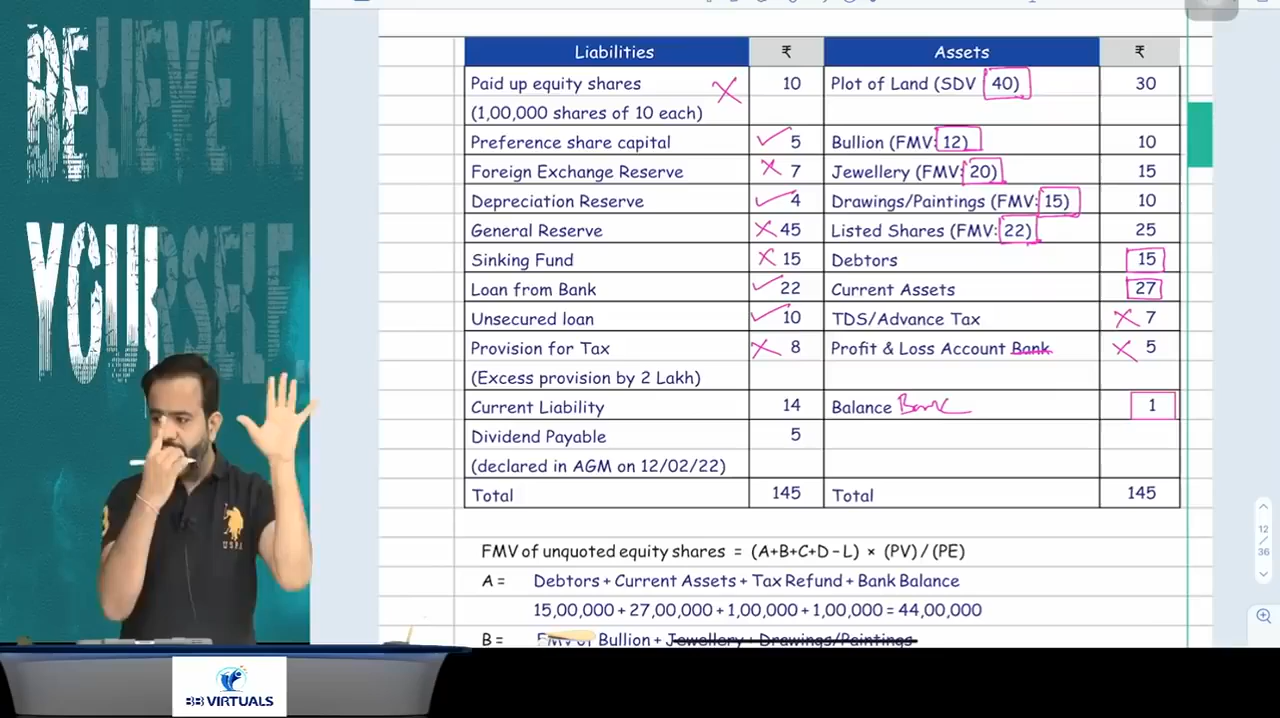 BELIEVE IN
YOURSELF
Liabilities ₹ Assets ₹
Paid up equity shares 10 Plot of Land (SDV 40) 30
(1,00,000 shares of 10 each)
Preference share capital 5 Bullion (FMV: 12) 10
Foreign Exchange Reserve 7 Jewellery (FMV: 20) 15
Depreciation Reserve 4 Drawings/Paintings (FMV: 15) 10
General Reserve 45 Listed Shares (FMV: 22) 25
Sinking Fund 15 Debtors 15
Loan from Bank 22 Current Assets 27
Unsecured loan 10 TDS/Advance Tax 7
Provision for Tax 8 Profit & Loss Account Bank 5
(Excess provision by 2 Lakh)
Current Liability 14 Balance Bank 1
Dividend Payable 5
(declared in AGM on 12/02/22)
Total 145 Total 145
FMV of unquoted equity shares = (A+B+C+D – L) × (PV) / (PE)
A = Debtors + Current Assets + Tax Refund + Bank Balance
15,00,000 + 27,00,000 + 1,00,000 + 1,00,000 = 44,00,000
B = FMV of Bullion + Jewellery + Drawings/Paintings
12
/
36
USPA
3
BB VIRTUALS